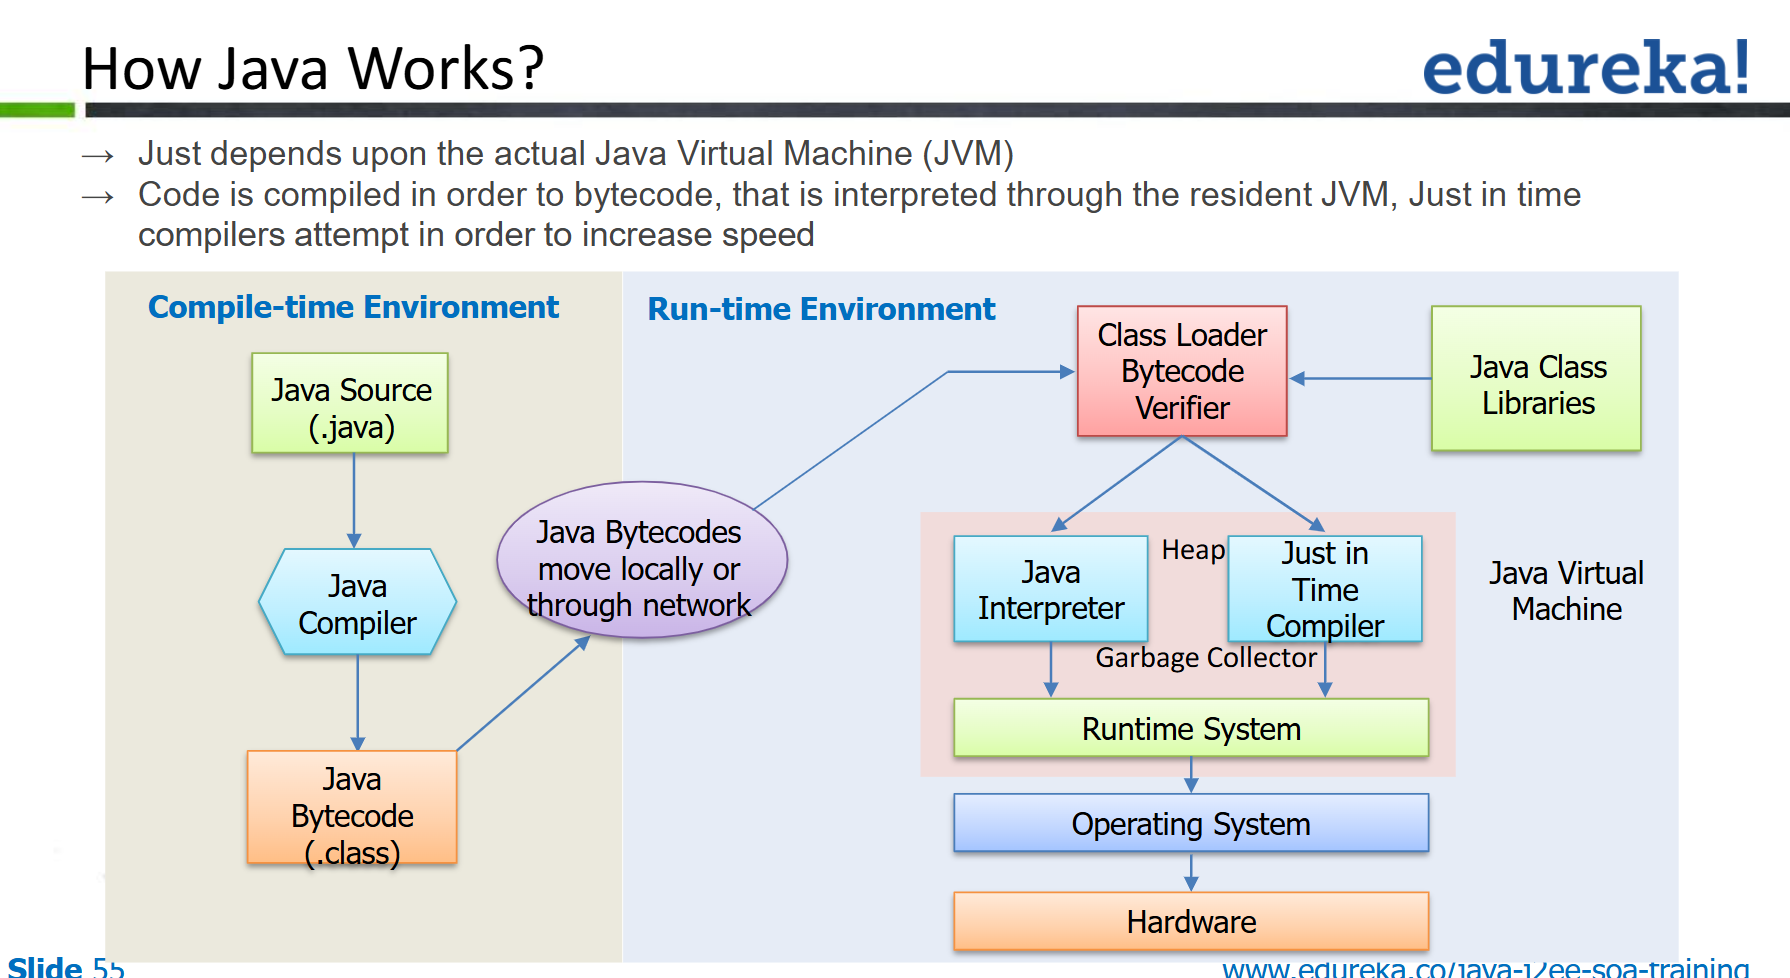 How Java Works?
edureka!
→ Just depends upon the actual Java Virtual Machine (JVM)
→ Code is compiled in order to bytecode, that is interpreted through the resident JVM, Just in time
compilers attempt in order to increase speed
Compile-time Environment
Java Source
(.java)
Java
Compiler
Java
Bytecode
(.class)
Java Bytecodes
move locally or
through network
Run-time Environment
Class Loader
Bytecode
Verifier
Java Class
Libraries
Java
Interpreter
Heap
Just in
Time
Compiler
Java Virtual
Machine
Garbage Collector
Runtime System
Operating System
Hardware
Slide 55
www.edureka.co/java-j2ee-soa-training